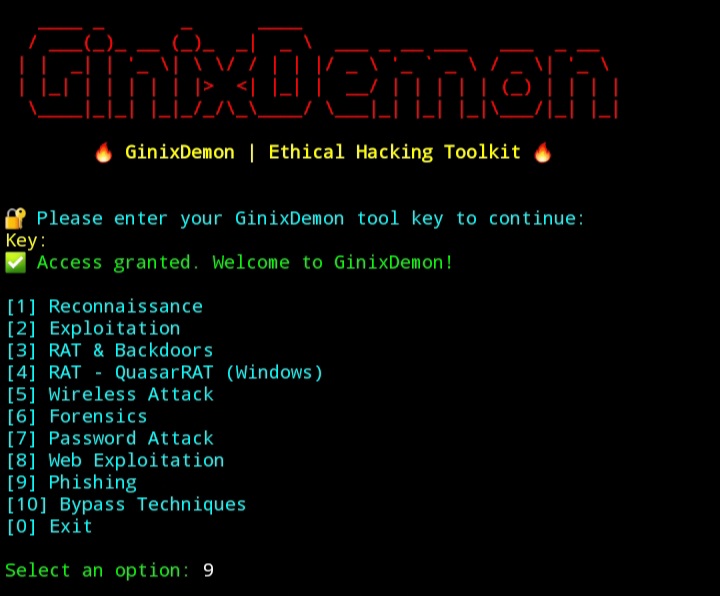 GinixDemon
🔥 GinixDemon | Ethical Hacking Toolkit 🔥
🔐 Please enter your GinixDemon tool key to continue:
Key:
✅ Access granted. Welcome to GinixDemon!
[1] Reconnaissance
[2] Exploitation
[3] RAT & Backdoors
[4] RAT - QuasarRAT (Windows)
[5] Wireless Attack
[6] Forensics
[7] Password Attack
[8] Web Exploitation
[9] Phishing
[10] Bypass Techniques
[0] Exit
Select an option: 9